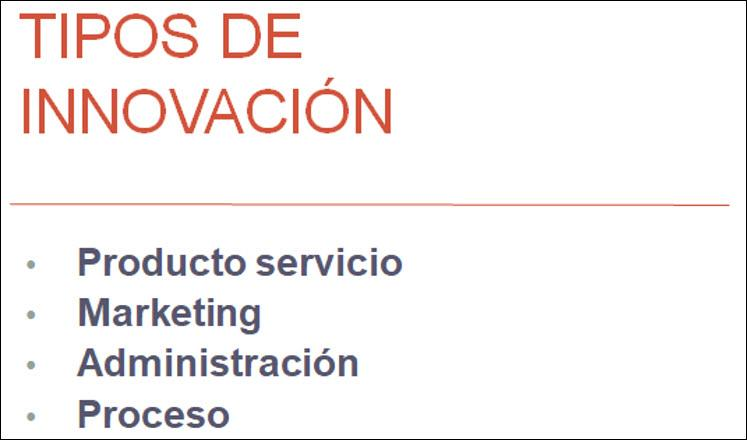 TIPOS DE
INNOVACIÓN
• Producto servicio
• Marketing
• Administración
• Proceso